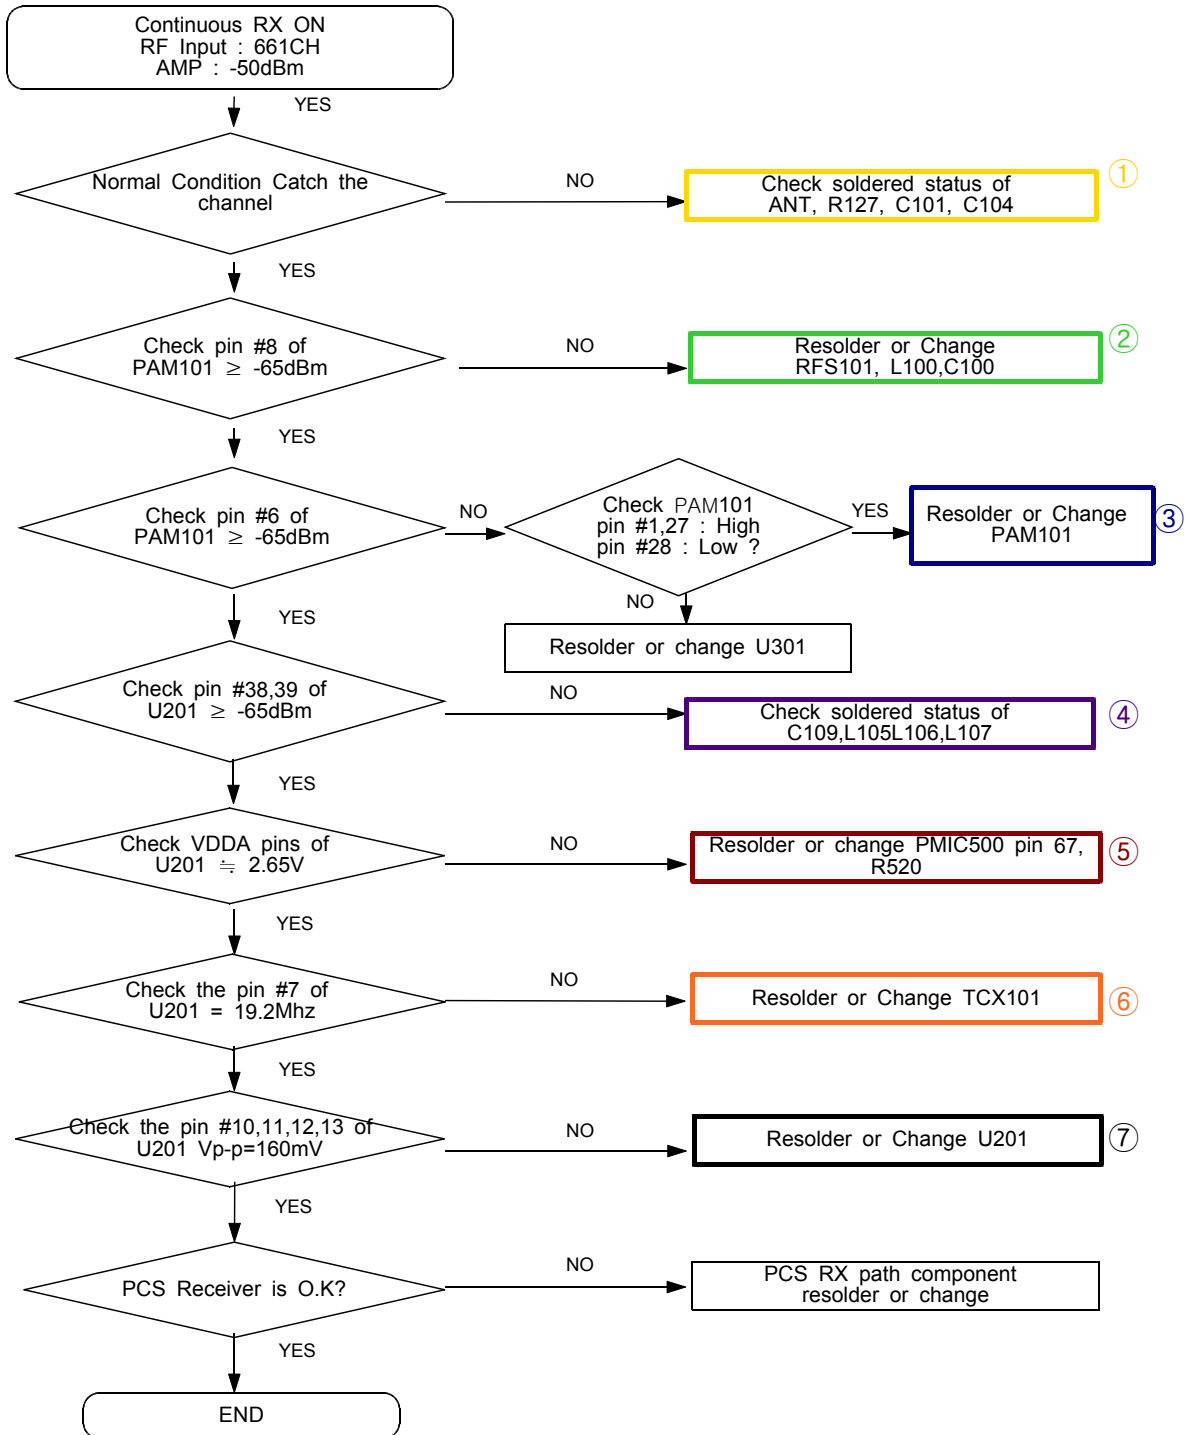 Continuous RX ON
RF Input : 661CH
AMP : -50dBm
YES
Normal Condition Catch the
channel
NO
Check soldered status of
ANT, R127, C101, C104
①
YES
Check pin #8 of
PAM101 ≥ -65dBm
NO
Resolder or Change
RFS101, L100,C100
②
YES
Check pin #6 of
PAM101 ≥ -65dBm
NO
Check PAM101
pin #1,27 : High
pin #28 : Low ?
YES
Resolder or Change
PAM101
③
NO
Resolder or change U301
YES
Check pin #38,39 of
U201 ≥ -65dBm
NO
Check soldered status of
C109,L105L106,L107
④
YES
Check VDDA pins of
U201 ≒ 2.65V
NO
Resolder or change PMIC500 pin 67,
R520
⑤
YES
Check the pin #7 of
U201 = 19.2Mhz
NO
Resolder or Change TCX101
⑥
YES
Check the pin #10,11,12,13 of
U201 Vp-p=160mV
NO
Resolder or Change U201
⑦
YES
PCS Receiver is O.K?
NO
PCS RX path component
resolder or change
YES
END